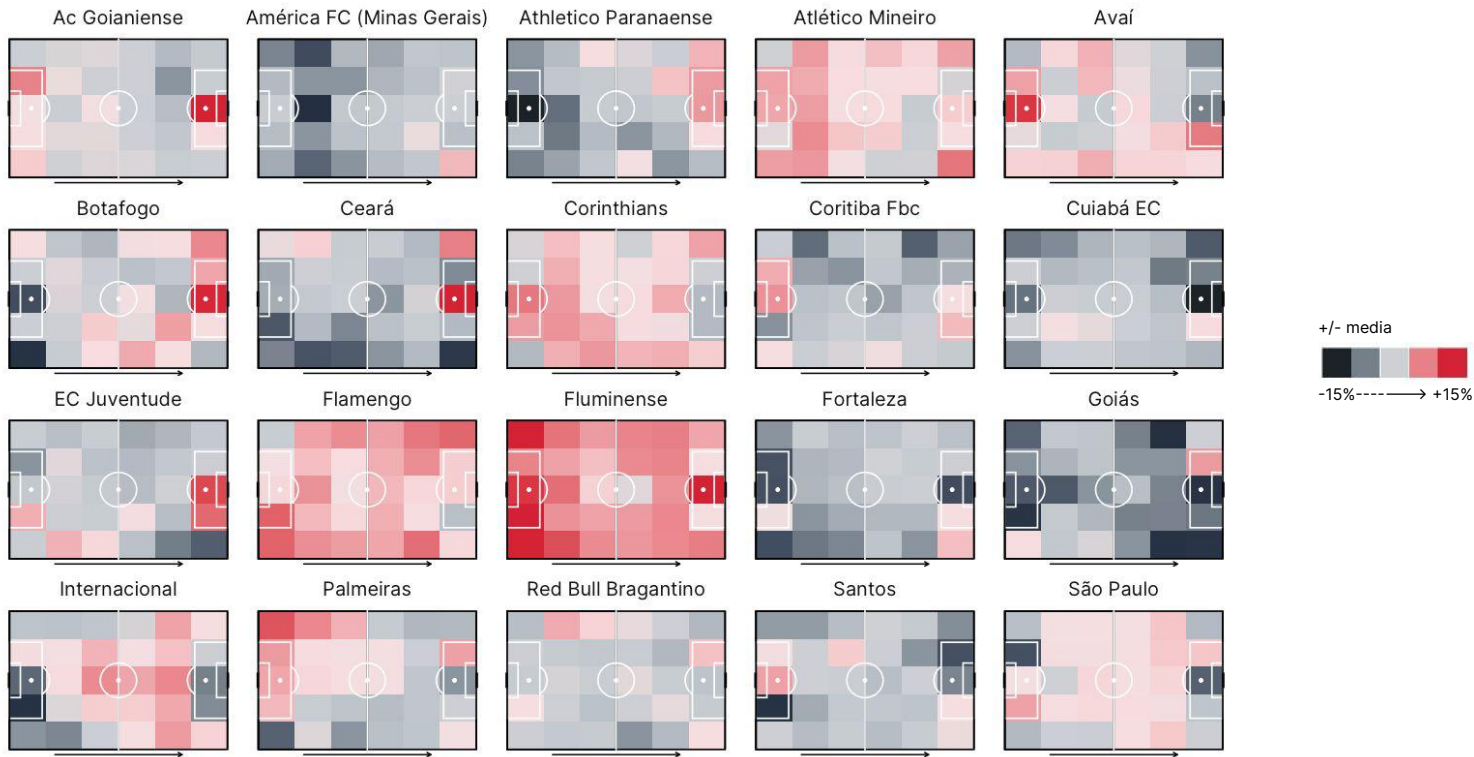 Ac Goianiense
América FC (Minas Gerais)
Athletico Paranaense
Atlético Mineiro
Avaí
Botafogo
Ceará
Corinthians
Coritiba Fbc
Cuiabá EC
+/- media
-15%-----→ +15%
EC Juventude
Flamengo
Fluminense
Fortaleza
Goiás
Internacional
Palmeiras
Red Bull Bragantino
Santos
São Paulo